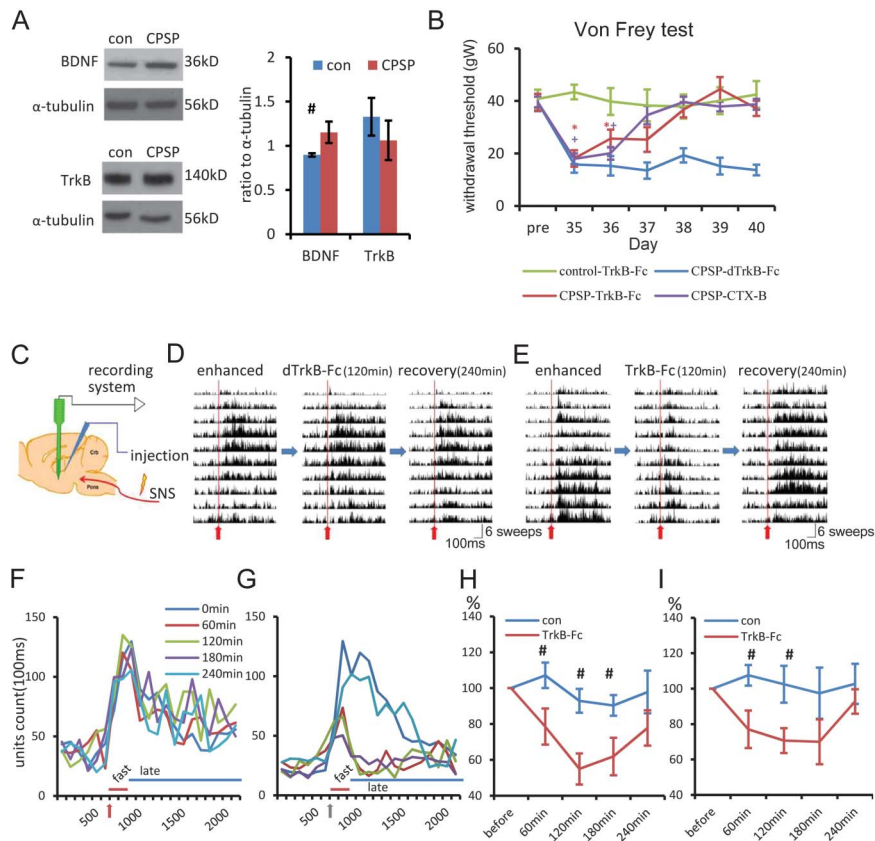 A
con CPSP
BDNF
36kD
α-tubulin
56kD
con CPSP
TrkB
140kD
α-tubulin
56kD
con CPSP
ratio to α-tubulin
2
1.5
1
0.5
0
#
BDNF TrkB
B
Von Frey test
withdrawal threshold (gW)
60
40
20
0
*
+
*+
pre 35 36 37 38 39 40
Day
control-TrkB-Fc CPSP-dTrkB-Fc
CPSP-TrkB-Fc CPSP-CTX-B
C
recording
system
injection
SNS
Crb
Pons
D
enhanced dTrkB-Fc(120min) recovery(240min)
6 sweeps
100ms
E
enhanced TrkB-Fc(120min) recovery(240min)
6 sweeps
100ms
F
units count(100ms)
150
100
50
0
0min
60min
120min
180min
240min
fast late
500 1000 1500 2000
G
150
100
50
0
fast
late
500 1000 1500 2000
H
%
con
TrkB-Fc
140
120
100
80
60
40
# # #
before 60min 120min 180min 240min
I
%
con
TrkB-Fc
140
120
100
80
60
40
# #
before 60min 120min 180min 240min